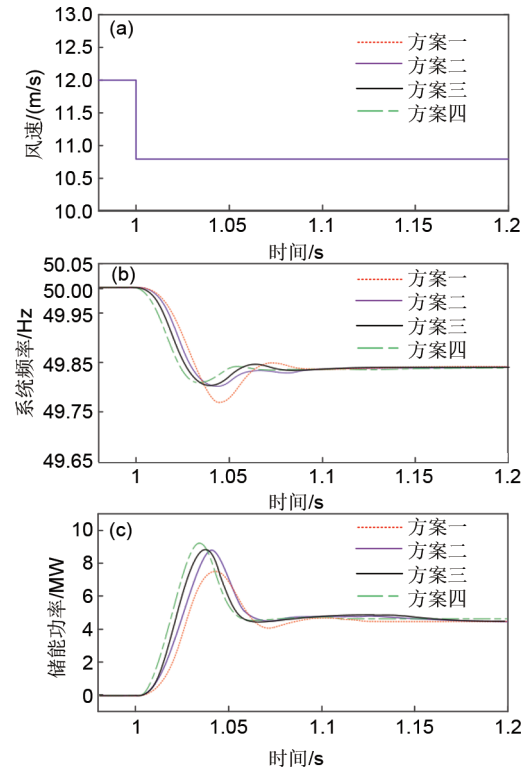 13.0
(a)
方案一
12.0
方案二
方案三
方案四
11.0
10.5
10.0
风速/(m/s)
1
1.05
1.1
1.15
1.2
时间/s
50.05
(b)
50.00
方案一
49.95
方案二
方案三
方案四
49.85
49.75
49.65
系统频率/Hz
1
1.05
1.1
1.15
1.2
时间/s
10
(c)
方案一
8
方案二
6
方案三
4
方案四
2
0
储能功率/MW
1
1.05
1.1
1.15
1.2
时间/s